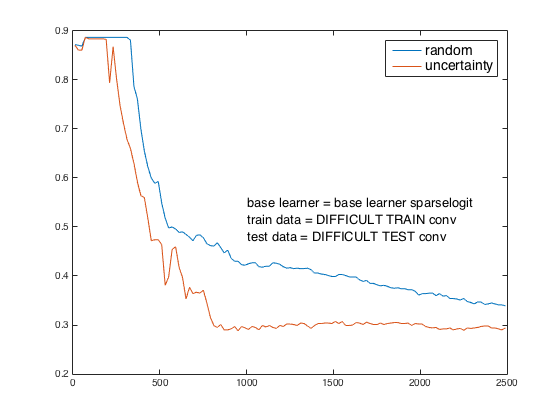 0.9
random
uncertainty
0.8
0.7
0.6
base learner = base learner sparselogit
train data = DIFFICULT TRAIN conv
0.5
test data = DIFFICULT TEST conv
0.4
0.3
0.2
0 500 1000 1500 2000 2500